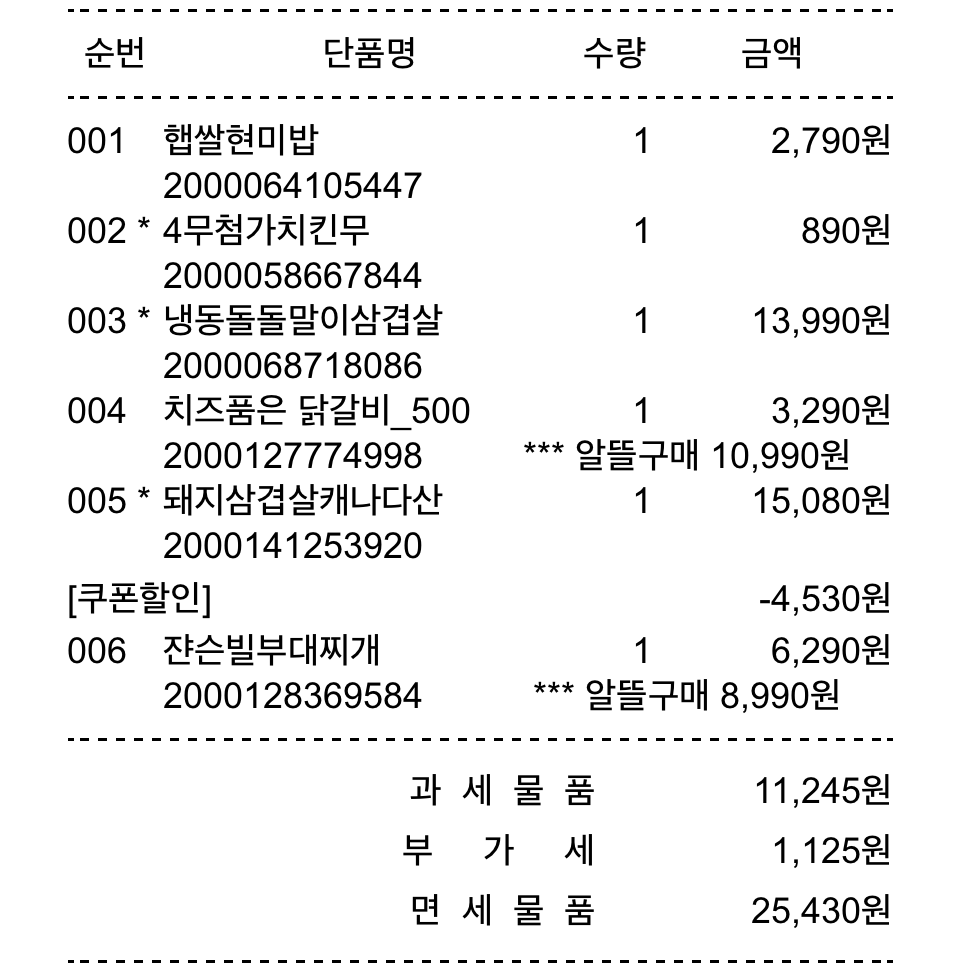 순번 단품명 수량 금액
001 햅쌀현미밥 1 2,790원
2000064105447
002 * 4무첨가치킨무 1 890원
2000058667844
003 * 냉동돌돌말이삼겹살 1 13,990원
2000068718086
004 치즈품은 닭갈비_500 1 3,290원
2000127774998 *** 알뜰구매 10,990원
005 * 돼지삼겹살캐나다산 1 15,080원
2000141253920
[쿠폰할인] -4,530원
006 쟌슨빌부대찌개 1 6,290원
2000128369584 *** 알뜰구매 8,990원
과 세 물 품 11,245원
부 가 세 1,125원
면 세 물 품 25,430원